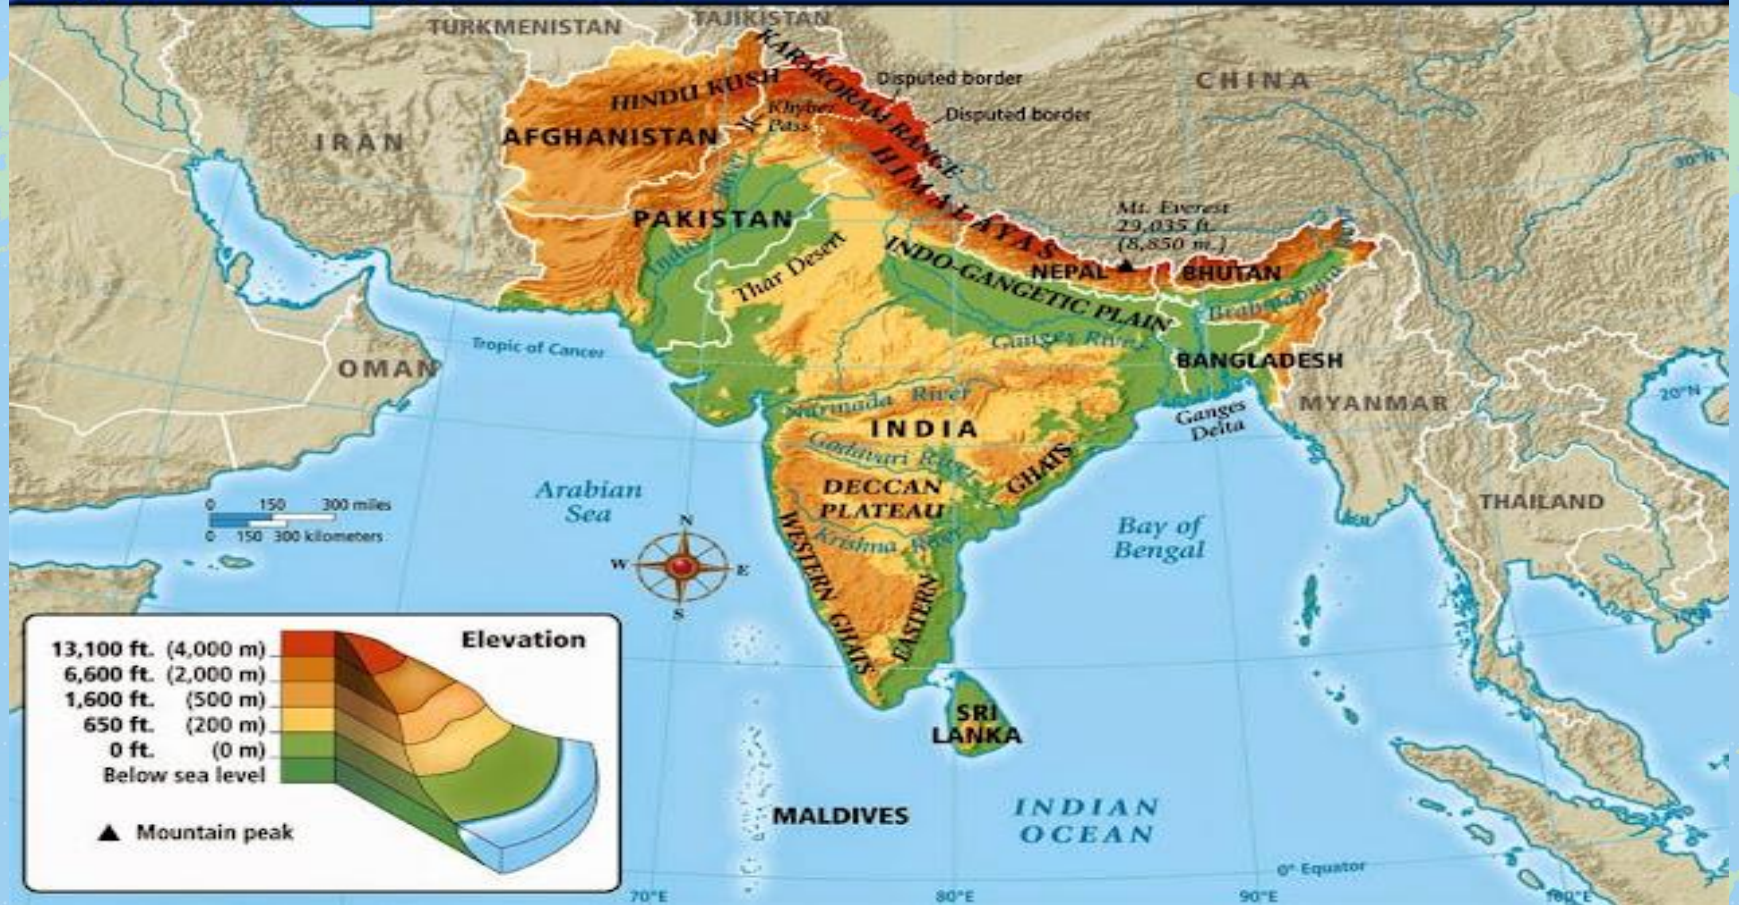 TURKMENISTAN
TAJIKISTAN
KARAKORAM RANGE
HINDU KUSH
Disputed border
CHINA
Khyber
Pass
Disputed border
IRAN
AFGHANISTAN
HIMALAYAS
30°N
River
PAKISTAN
Mt. Everest
29,035 ft.
(8,850 m.)
Indus
Thar Desert
INDO-GANGETIC PLAIN
NEPAL
BHUTAN
Brahmaputra
Tropic of Cancer
Ganges River
BANGLADESH
OMAN
Narmada River
Ganges
Delta
MYANMAR
20°N
INDIA
Godavari River
GHATS
DECCAN
PLATEAU
Arabian
Sea
0 150 300 miles
0 150 300 kilometers
THAILAND
Bay of
Bengal
N
W
E
S
WESTERN GHATS
Krishna River
EASTERN
Elevation
13,100 ft. (4,000 m)
6,600 ft. (2,000 m)
1,600 ft. (500 m)
650 ft. (200 m)
0 ft. (0 m)
Below sea level
Mountain peak
SRI
LANKA
MALDIVES
INDIAN
OCEAN
0° Equator
70°E
80°E
90°E
100°E